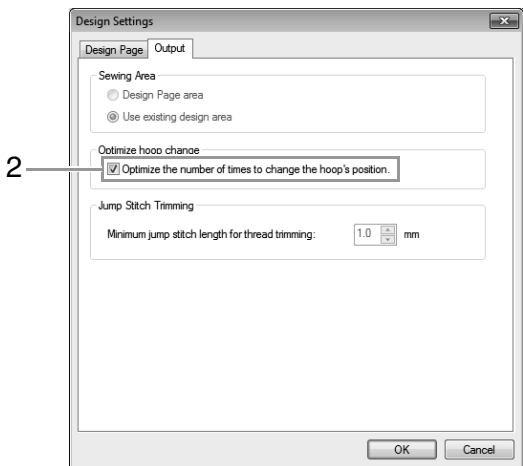 Design Settings
Design Page Output
Sewing Area
Design Page area
Use existing design area
Optimize hoop change
2
Optimize the number of times to change the hoop's position.
Jump Stitch Trimming
Minimum jump stitch length for thread trimming: 1.0 mm
OK Cancel